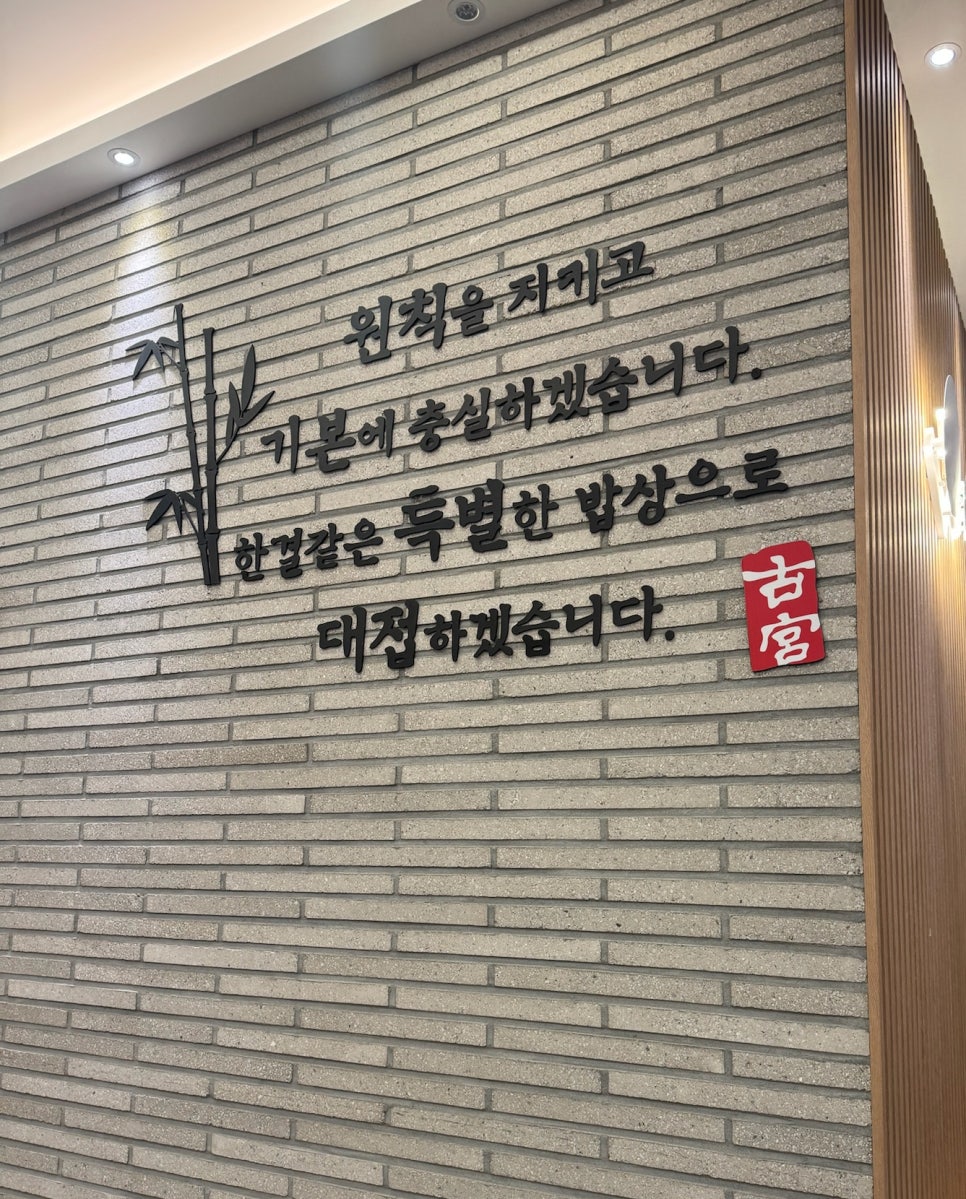 원칙을 지키고
기본에 충실하겠습니다.
한결같은 특별한 밥상으로
대접하겠습니다.
古宮